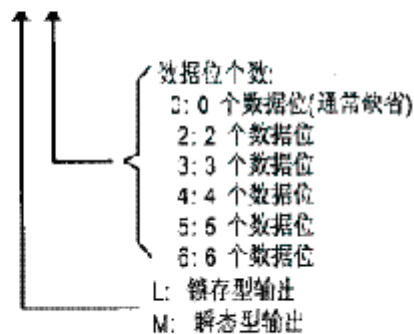 数据位个数:
0: 0 个数据位(通常缺省)
2: 2 个数据位
3: 3 个数据位
4: 4 个数据位
5: 5 个数据位
6: 6 个数据位
L: 锁存型输出
M: 瞬态型输出